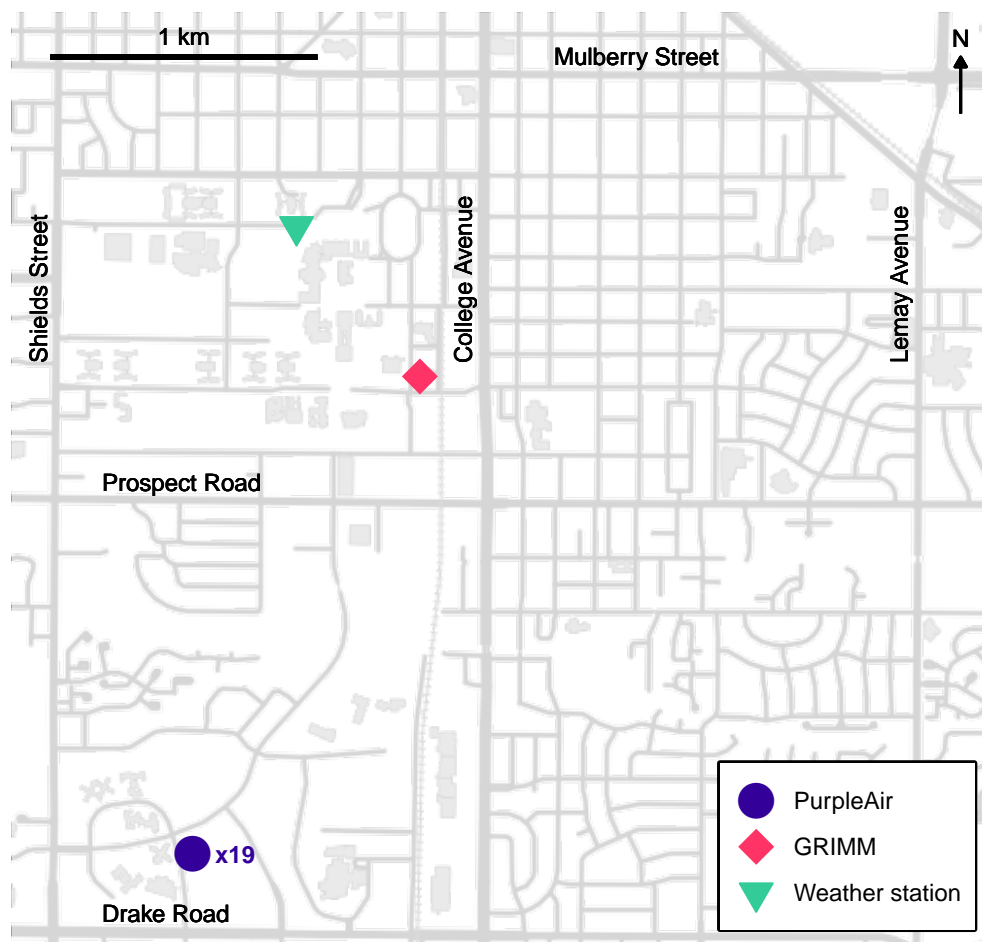 1 km
Mulberry Street
N
Shields Street
College Avenue
Lemay Avenue
Prospect Road
PurpleAir
GRIMM
Weather station
x19
Drake Road